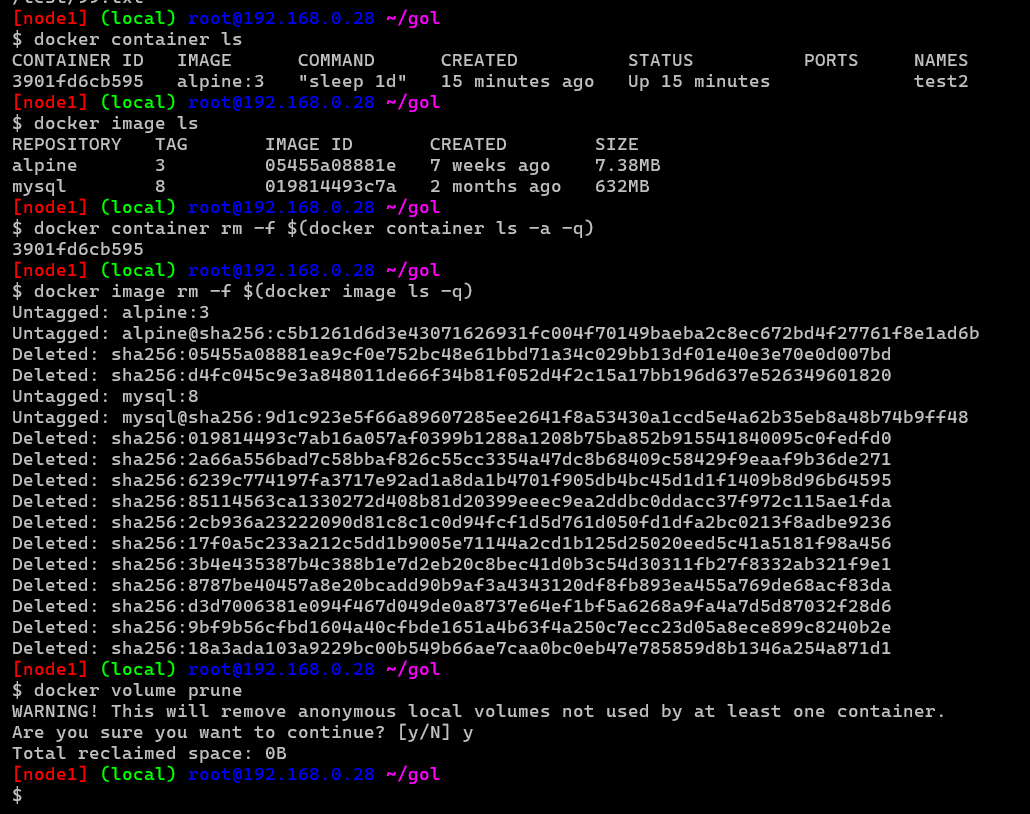 /test/99.txt
[node1] (local) root@192.168.0.28 ~/gol
$ docker container ls
CONTAINER ID   IMAGE      COMMAND      CREATED          STATUS          PORTS     NAMES
3901fd6cb595   alpine:3   "sleep 1d"   15 minutes ago   Up 15 minutes             test2
[node1] (local) root@192.168.0.28 ~/gol
$ docker image ls
REPOSITORY   TAG       IMAGE ID       CREATED        SIZE
alpine       3         05455a08881e   7 weeks ago    7.38MB
mysql        8         019814493c7a   2 months ago   632MB
[node1] (local) root@192.168.0.28 ~/gol
$ docker container rm -f $(docker container ls -a -q)
3901fd6cb595
[node1] (local) root@192.168.0.28 ~/gol
$ docker image rm -f $(docker image ls -q)
Untagged: alpine:3
Untagged: alpine@sha256:c5b1261d6d3e43071626931fc004f70149baeba2c8ec672bd4f27761f8e1ad6b
Deleted: sha256:05455a08881ea9cf0e752bc48e61bbd71a34c029bb13df01e40e3e70e0d007bd
Deleted: sha256:d4fc045c9e3a848011de66f34b81f052d4f2c15a17bb196d637e526349601820
Untagged: mysql:8
Untagged: mysql@sha256:9d1c923e5f66a89607285ee2641f8a53430a1ccd5e4a62b35eb8a48b74b9ff48
Deleted: sha256:019814493c7ab16a057af0399b1288a1208b75ba852b915541840095c0fedfd0
Deleted: sha256:2a66a556bad7c58bbaf826c55cc3354a47dc8b68409c58429f9eaaf9b36de271
Deleted: sha256:6239c774197fa3717e92ad1a8da1b4701f905db4bc45d1d1f1409b8d96b64595
Deleted: sha256:85114563ca1330272d408b81d20399eeec9ea2ddbc0ddacc37f972c115ae1fda
Deleted: sha256:2cb936a23222090d81c8c1c0d94fcf1d5d761d050fd1dfa2bc0213f8adbe9236
Deleted: sha256:17f0a5c233a212c5dd1b9005e71144a2cd1b125d25020eed5c41a5181f98a456
Deleted: sha256:3b4e435387b4c388b1e7d2eb20c8bec41d0b3c54d30311fb27f8332ab321f9e1
Deleted: sha256:8787be40457a8e20bcadd90b9af3a4343120df8fb893ea455a769de68acf83da
Deleted: sha256:d3d7006381e094f467d049de0a8737e64ef1bf5a6268a9fa4a7d5d87032f28d6
Deleted: sha256:9bf9b56cfbd1604a40cfbde1651a4b63f4a250c7ecc23d05a8ece899c8240b2e
Deleted: sha256:18a3ada103a9229bc00b549b66ae7caa0bc0eb47e785859d8b1346a254a871d1
[node1] (local) root@192.168.0.28 ~/gol
$ docker volume prune
WARNING! This will remove anonymous local volumes not used by at least one container.
Are you sure you want to continue? [y/N] y
Total reclaimed space: 0B
[node1] (local) root@192.168.0.28 ~/gol
$